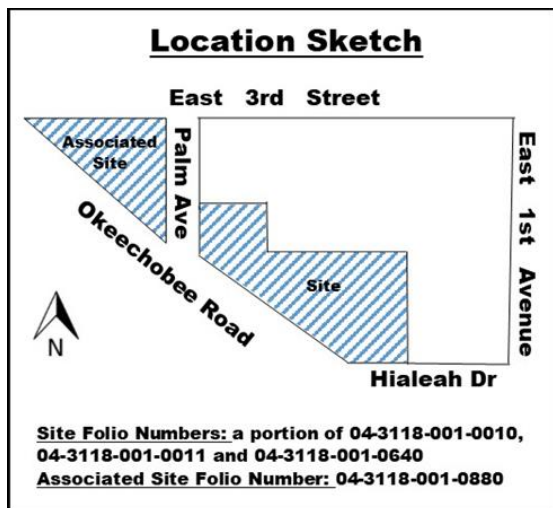 Location Sketch
East 3rd Street
Associated
Site
Palm Ave
East 1st Avenue
Okeechobee Road
Site
N
Hialeah Dr
Site Folio Numbers: a portion of 04-3118-001-0010,
04-3118-001-0011 and 04-3118-001-0640
Associated Site Folio Number: 04-3118-001-0880